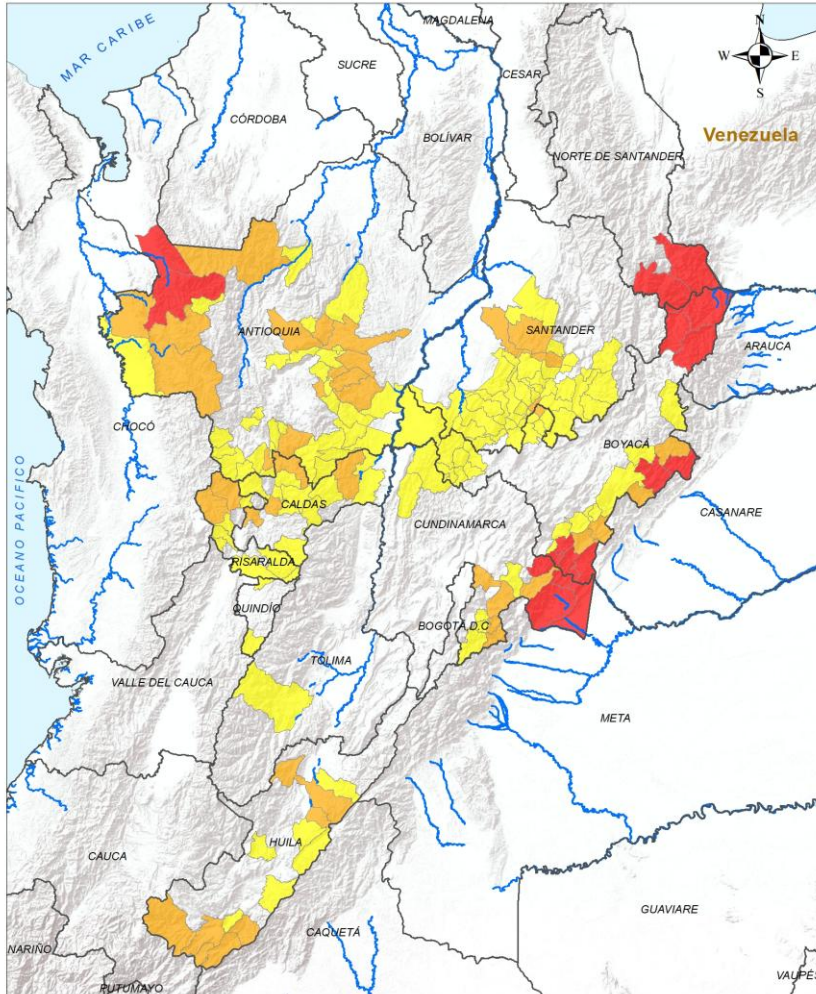 MAGDALENA
MAR CARIBE
N
W E
S
SUCRE
CESAR
CÓRDOBA
BOLÍVAR
Venezuela
NORTE DE SANTANDER
ANTIOQUIA
SANTANDER
ARAUCA
CHOCÓ
BOYACÁ
OCEANO PACIFICO
CALDAS
CASANARE
CUNDINAMARCA
RISARALDA
QUINDÍO
BOGOTÁ D.C
TOLIMA
VALLE DEL CAUCA
META
HUILA
CAUCA
GUAVIARE
CAQUETÁ
NARIÑO
PUTUMAYO
VAUPÉS